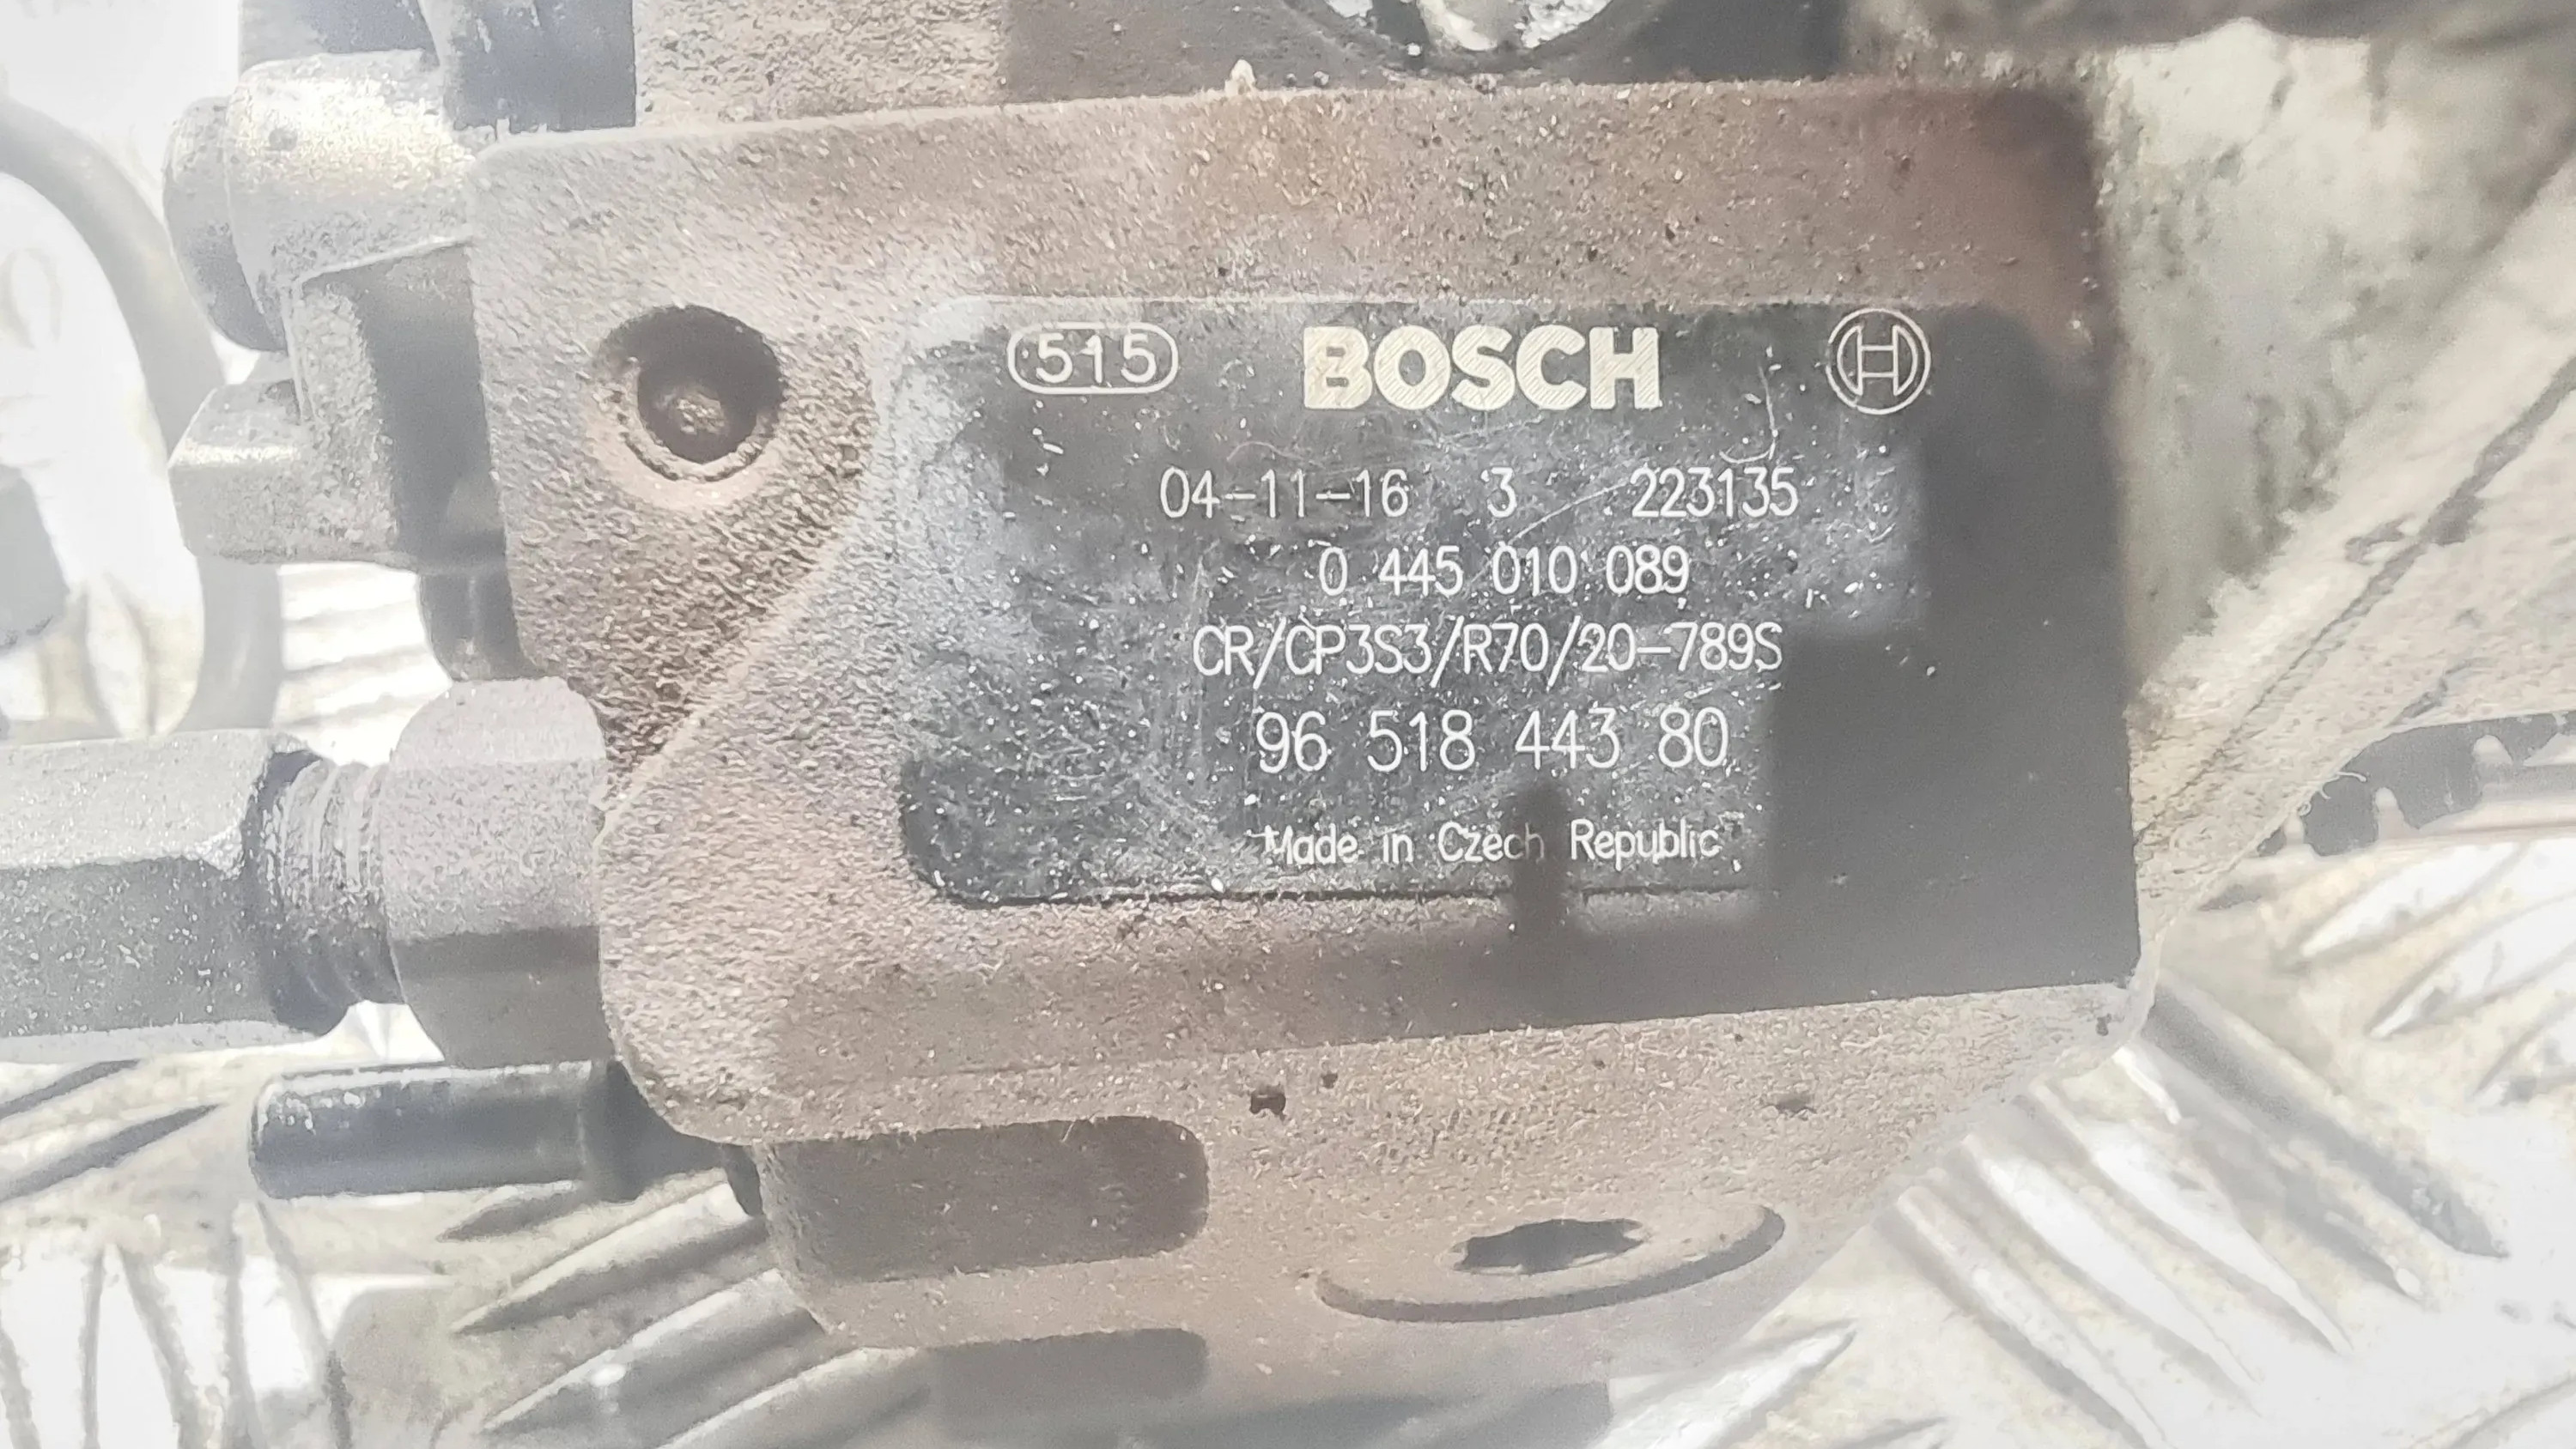 515 BOSCH
04-11-16 3 223135
0 445 010 089
CR/CP3S3/R70/20-789S
96 518 443 80
Made in Czech Republic